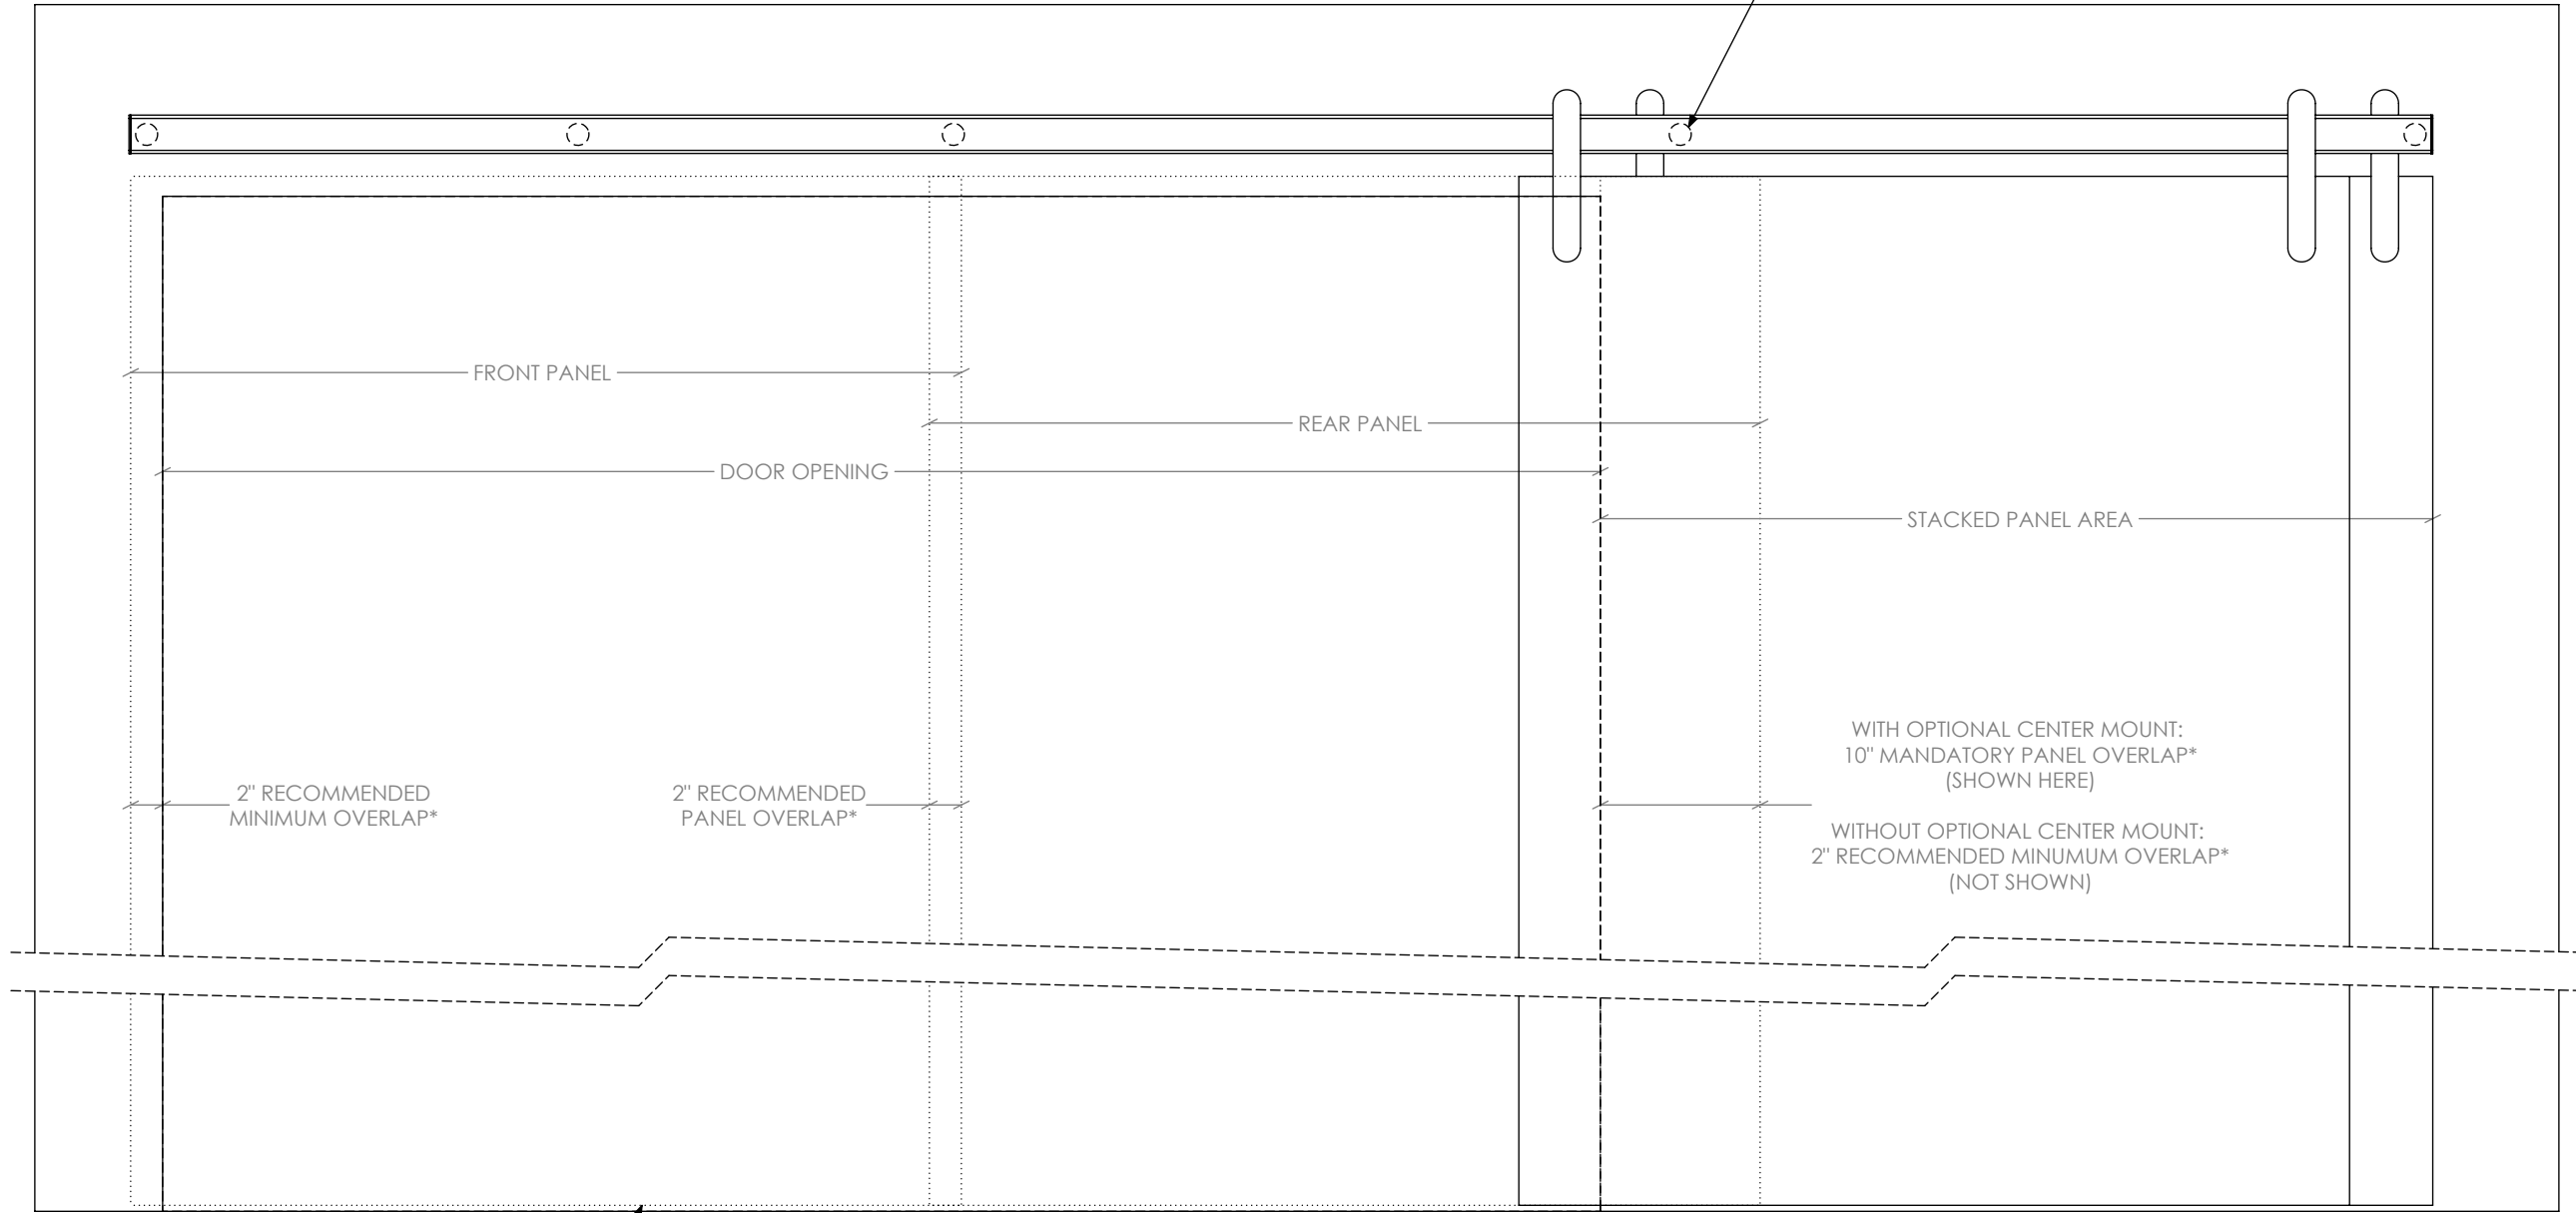 FRONT PANEL
REAR PANEL
DOOR OPENING
STACKED PANEL AREA
2" RECOMMENDED
MINIMUM OVERLAP*
2" RECOMMENDED
PANEL OVERLAP*
WITH OPTIONAL CENTER MOUNT:
10" MANDATORY PANEL OVERLAP*
(SHOWN HERE)
WITHOUT OPTIONAL CENTER MOUNT:
2" RECOMMENDED MINUMUM OVERLAP*
(NOT SHOWN)